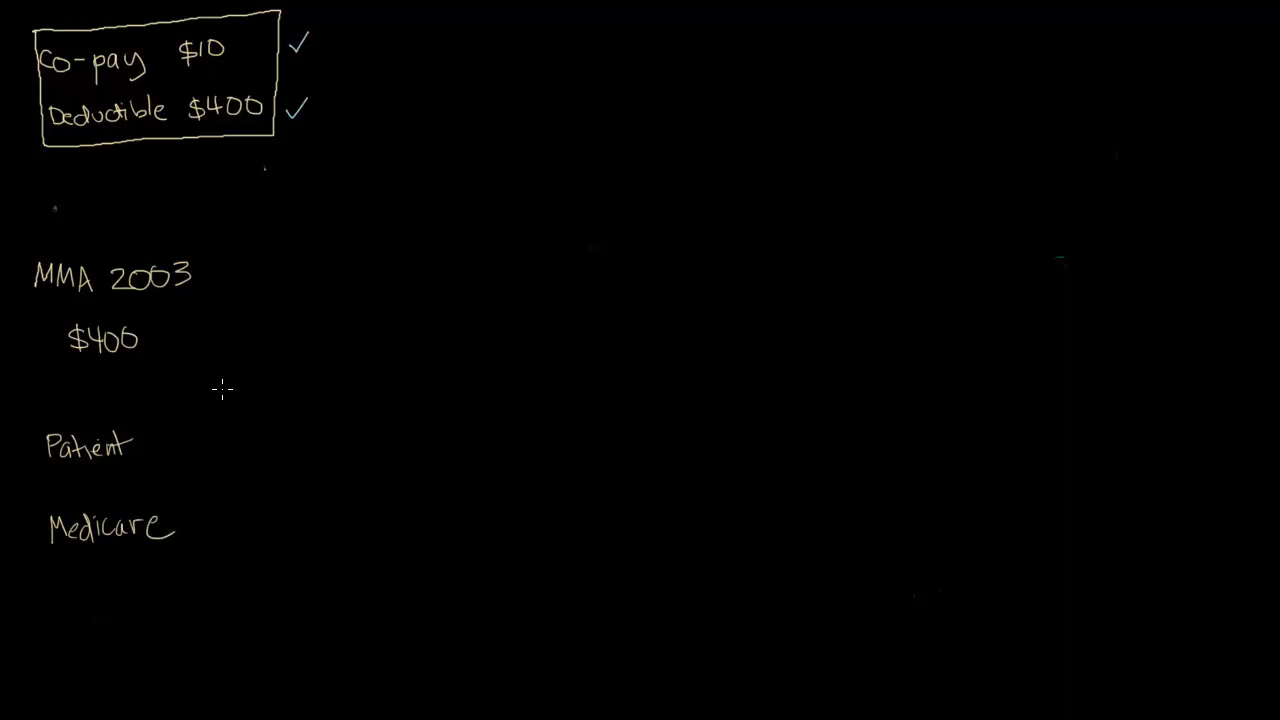 Co-pay $10 ✓
Deductible $400 ✓
MMA 2003
$400
Patient
Medicare